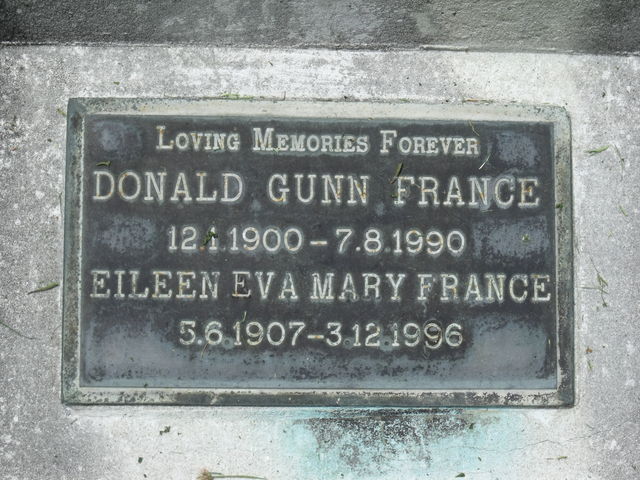 Loving Memories Forever
DONALD GUNN FRANCE
12.1.1900 – 7.8.1990
EILEEN EVA MARY FRANCE
5.6.1907–3.12.1996